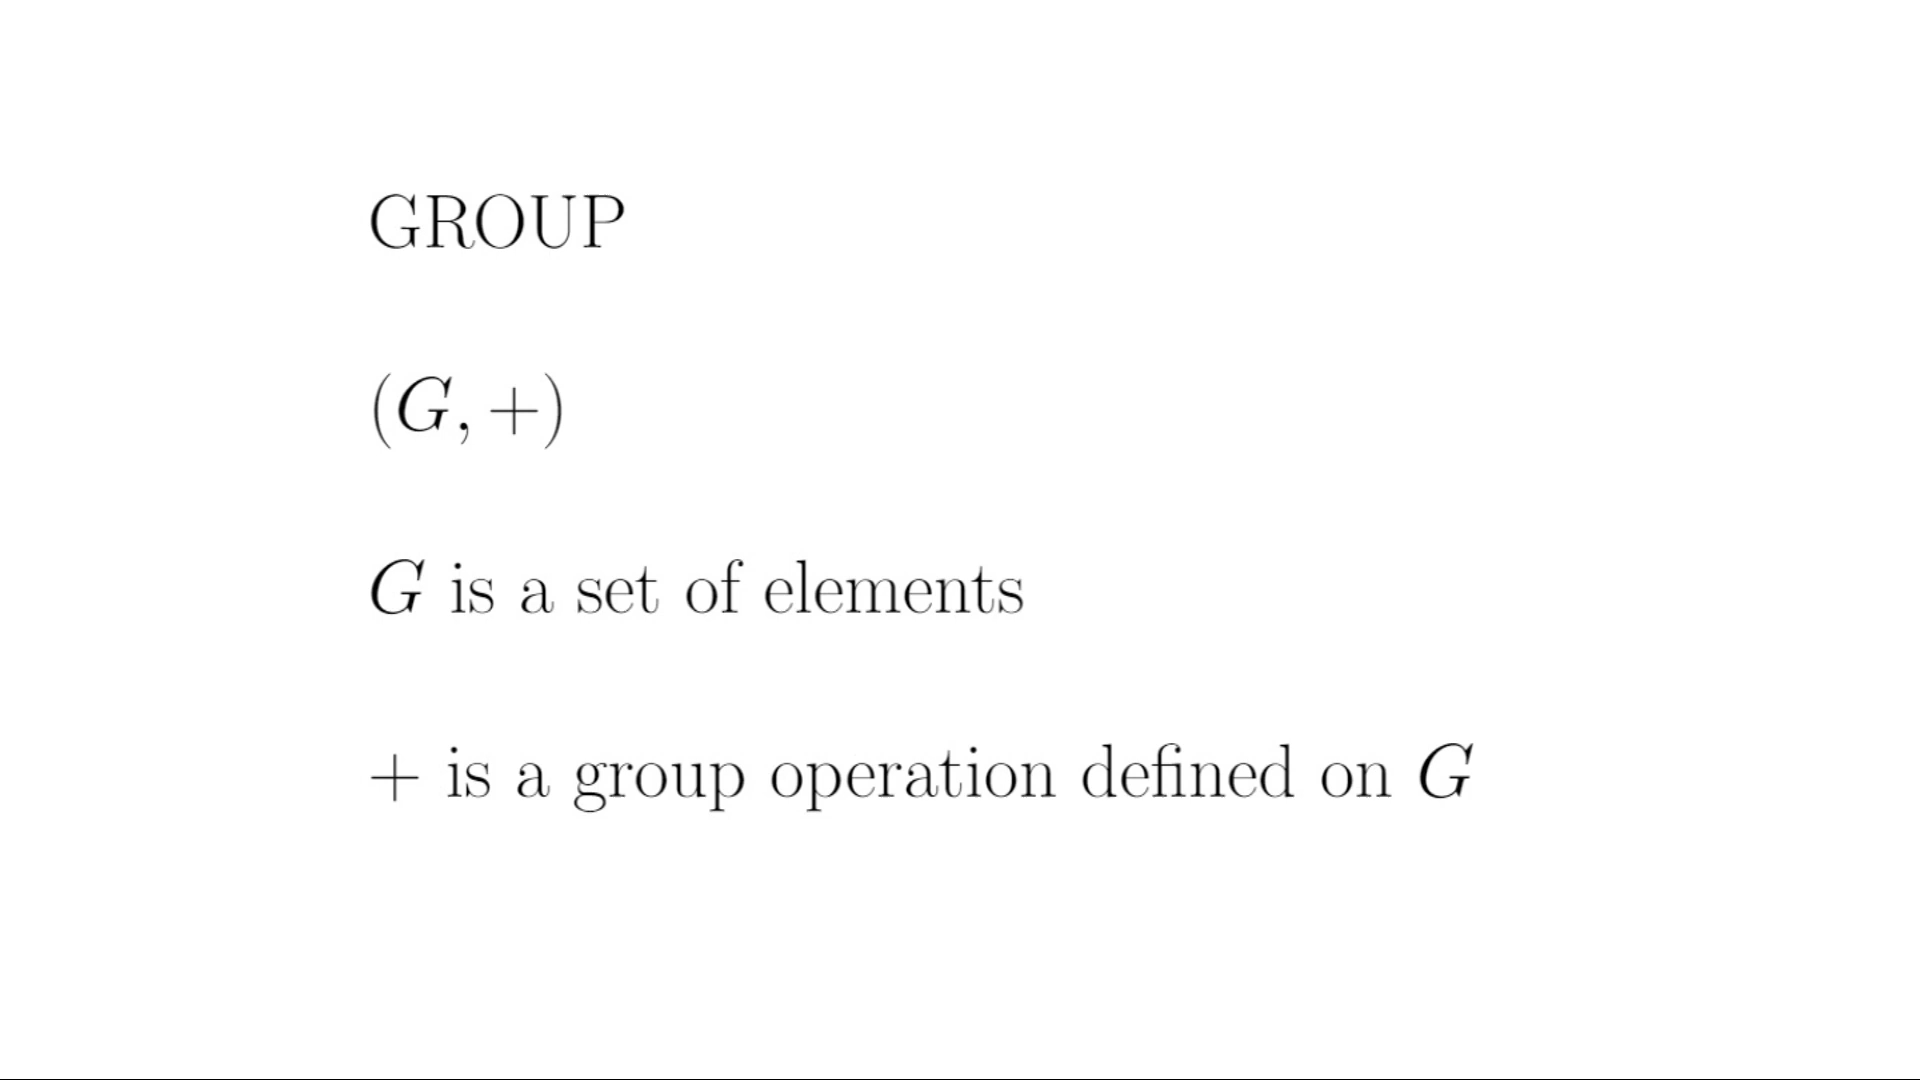 GROUP
(G, +)
G is a set of elements
+ is a group operation defined on G